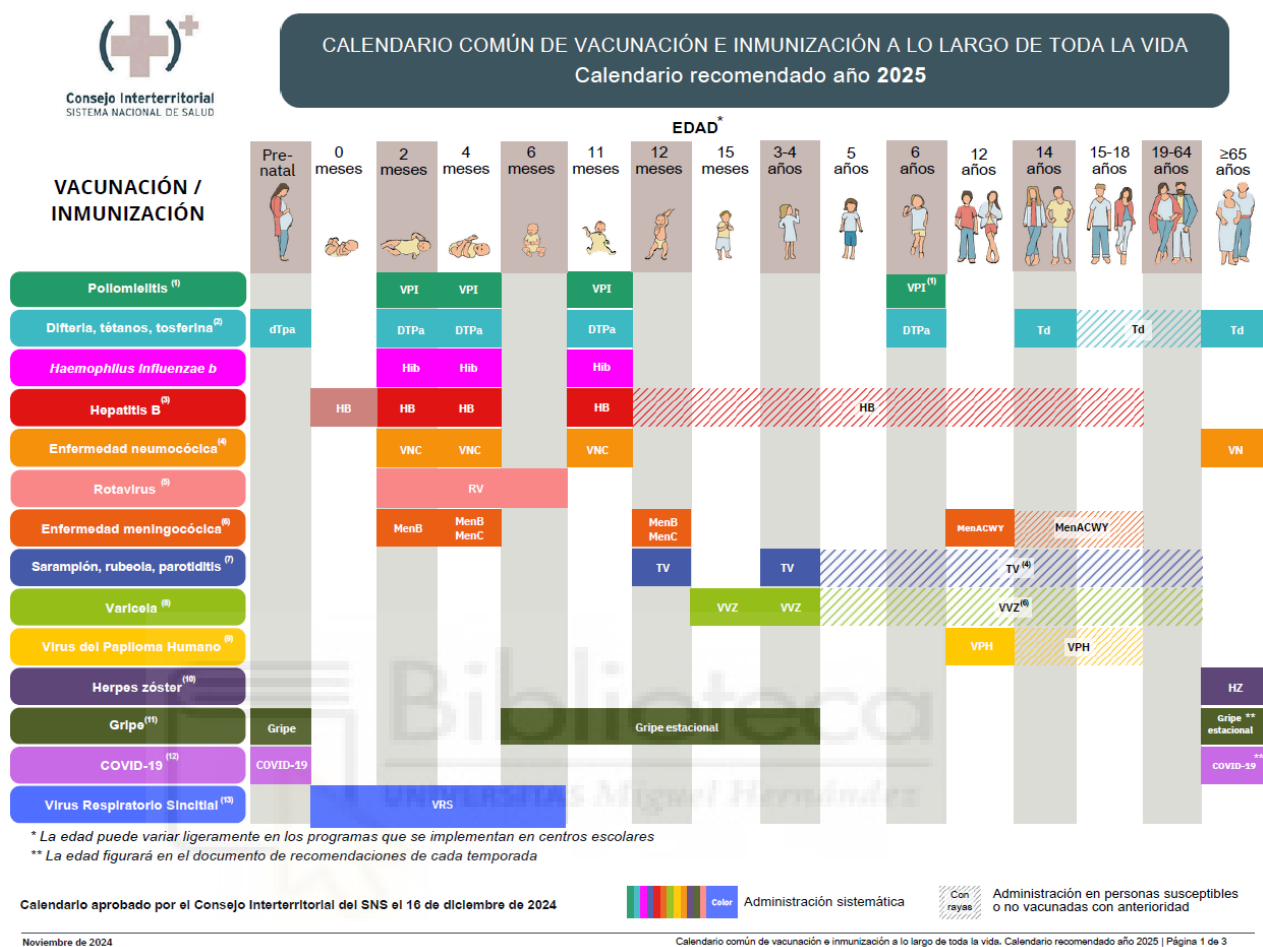 Consejo Interterritorial
SISTEMA NACIONAL DE SALUD
CALENDARIO COMÚN DE VACUNACIÓN E INMUNIZACIÓN A LO LARGO DE TODA LA VIDA
Calendario recomendado año 2025
EDAD*
VACUNACIÓN /
INMUNIZACIÓN
Pre-natal
0 meses
2 meses
4 meses
6 meses
11 meses
12 meses
15 meses
3-4 años
5 años
6 años
12 años
14 años
15-18 años
19-64 años
≥65 años
Poliomielitis (1) VPI VPI VPI VPI(1)
Difteria, tétanos, tosferina(2) dTpa DTPa DTPa DTPa DTPa Td Td Td
Haemophilus influenzae b Hib Hib Hib
Hepatitis B(3) HB HB HB HB HB
Enfermedad neumocócica(4) VNC VNC VNC VN
Rotavirus (5) RV
Enfermedad meningocócica(6) MenB MenB MenC MenB MenC MenACWY MenACWY
Sarampión, rubeola, parotiditis (7) TV TV TV (4)
Varicela (8) VVZ VVZ VVZ(6)
Virus del Papiloma Humano (9) VPH VPH
Herpes zóster(10) HZ
Gripe(11) Gripe Gripe estacional Gripe ** estacional
COVID-19 (12) COVID-19 COVID-19 **
Virus Respiratorio Sincitial (13) VRS
Biblioteca
UNIVERSITAS Miguel Hernández
* La edad puede variar ligeramente en los programas que se implementan en centros escolares
** La edad figurará en el documento de recomendaciones de cada temporada
Calendario aprobado por el Consejo Interterritorial del SNS el 16 de diciembre de 2024
Color Administración sistemática
Con rayas
Administración en personas susceptibles
o no vacunadas con anterioridad
Noviembre de 2024
Calendario común de vacunación e inmunización a lo largo de toda la vida. Calendario recomendado año 2025 | Página 1 de 3